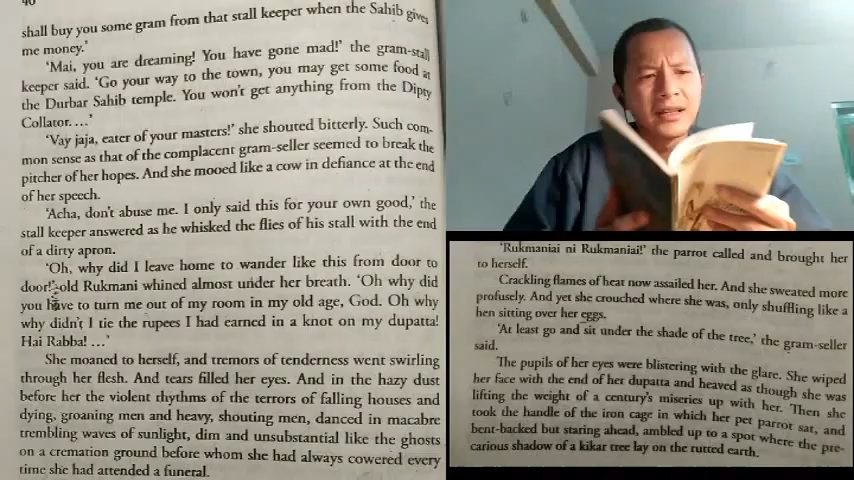 40
shall buy you some gram from that stall keeper when the Sahib gives
me money.'
'Mai, you are dreaming! You have gone mad!' the gram-stall
keeper said. 'Go your way to the town, you may get some food at
the Durbar Sahib temple. You won't get anything from the Dipty
Collator. ...'
'Vay jaja, eater of your masters!' she shouted bitterly. Such com-
mon sense as that of the complacent gram-seller seemed to break the
pitcher of her hopes. And she mooed like a cow in defiance at the end
of her speech.
'Acha, don't abuse me. I only said this for your own good,' the
stall keeper answered as he whisked the flies of his stall with the end
of a dirty apron.
'Oh, why did I leave home to wander like this from door to
door!' old Rukmani whined almost under her breath. 'Oh why did
you have to turn me out of my room in my old age, God. Oh why
why didn't I tie the rupees I had earned in a knot on my dupatta!
Hai Rabba! ...'
She moaned to herself, and tremors of tenderness went swirling
through her flesh. And tears filled her eyes. And in the hazy dust
before her the violent rhythms of the terrors of falling houses and
dying, groaning men and heavy, shouting men, danced in macabre
trembling waves of sunlight, dim and unsubstantial like the ghosts
on a cremation ground before whom she had always cowered every
time she had attended a funeral.
'Rukmaniai ni Rukmaniai!' the parrot called and brought her
to herself.
Crackling flames of heat now assailed her. And she sweated more
profusely. And yet she crouched where she was, only shuffling like a
hen sitting over her eggs.
'At least go and sit under the shade of the tree,' the gram-seller
said.
The pupils of her eyes were blistering with the glare. She wiped
her face with the end of her dupatta and heaved as though she was
lifting the weight of a century's miseries up with her. Then she
took the handle of the iron cage in which her pet parrot sat, and
bent-backed but staring ahead, ambled up to a spot where the pre-
carious shadow of a kikar tree lay on the rutted earth.